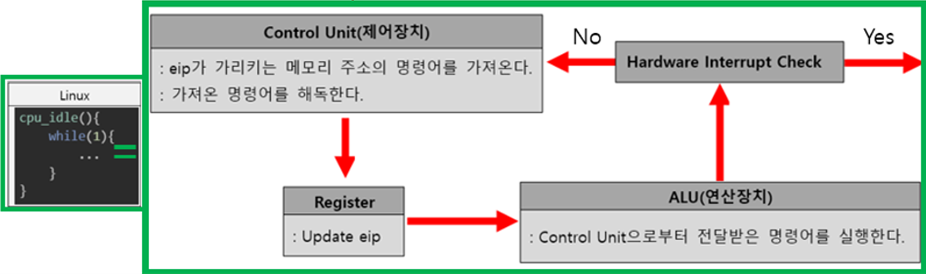 Control Unit(제어장치)
: eip가 가리키는 메모리 주소의 명령어를 가져온다.
: 가져온 명령어를 해독한다.
No
Hardware Interrupt Check
Yes
Linux
cpu_idle(){
while(1){
...
}
}
Register
: Update eip
ALU(연산장치)
: Control Unit으로부터 전달받은 명령어를 실행한다.